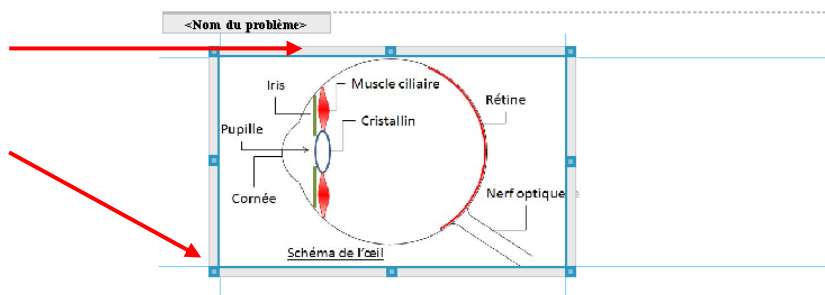 <Nom du problème>
Iris
Muscle ciliaire
Rétine
Cristallin
Pupille
Cornée
Nerf optique
Schéma de l'œil